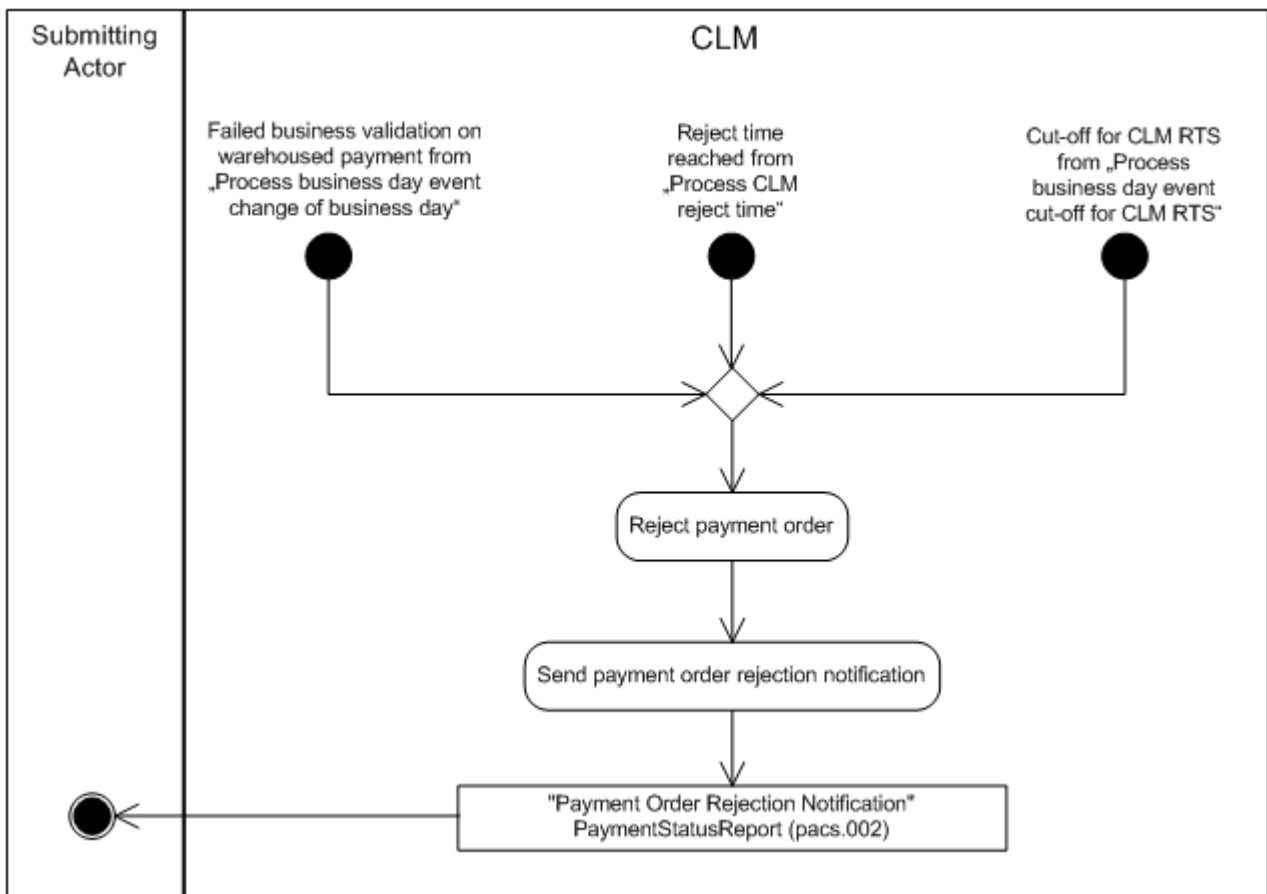 Submitting
Actor
CLM
Failed business validation on
warehoused payment from
„Process business day event
change of business day“
Reject time
reached from
„Process CLM
reject time“
Cut-off for CLM RTS
from „Process
business day event
cut-off for CLM RTS“
Reject payment order
Send payment order rejection notification
"Payment Order Rejection Notification"
PaymentStatusReport (pacs.002)